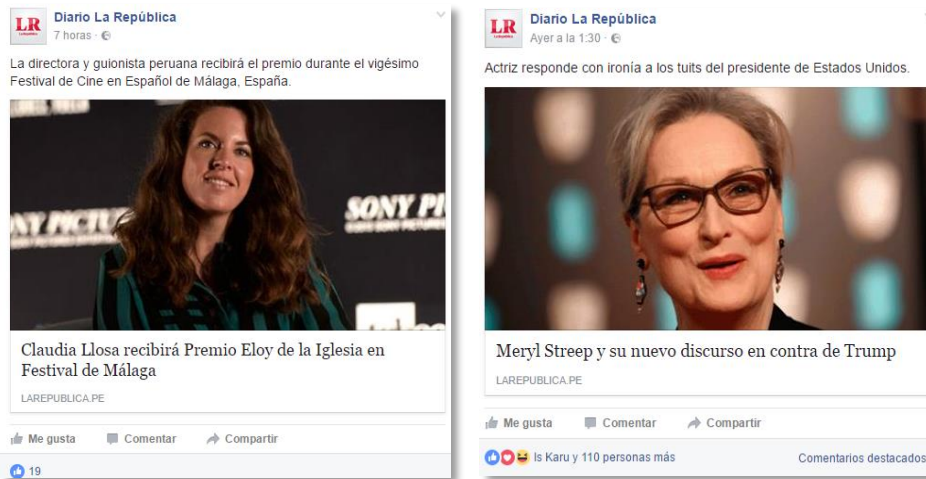 LR
Diario La República
7 horas ·
La directora y guionista peruana recibirá el premio durante el vigésimo
Festival de Cine en Español de Málaga, España.
NY PICTU
SONY PI
Claudia Llosa recibirá Premio Eloy de la Iglesia en
Festival de Málaga
LAREPUBLICA.PE
Me gusta Comentar Compartir
19
LR
Diario La República
Ayer a la 1:30 ·
Actriz responde con ironía a los tuits del presidente de Estados Unidos.
Meryl Streep y su nuevo discurso en contra de Trump
LAREPUBLICA.PE
Me gusta Comentar Compartir
Is Karu y 110 personas más Comentarios destacados